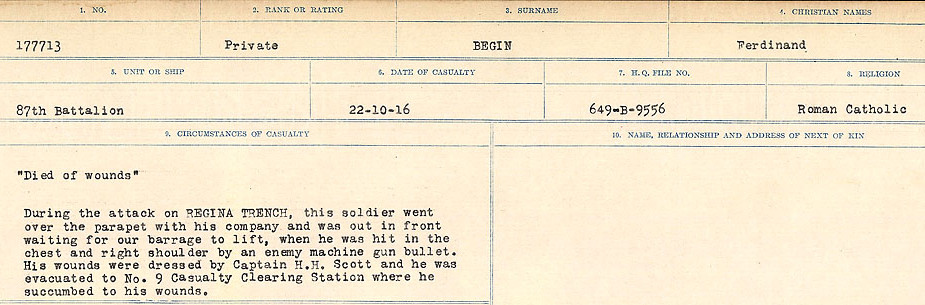 1. NO. 2. RANK OR RATING 3. SURNAME 4. CHRISTIAN NAMES
177713 Private BEGIN Ferdinand
5. UNIT OR SHIP 6. DATE OF CASUALTY 7. H.Q. FILE NO. 8. RELIGION
87th Battalion 22-10-16 649-B-9556 Roman Catholic
9. CIRCUMSTANCES OF CASUALTY 10. NAME, RELATIONSHIP AND ADDRESS OF NEXT OF KIN
"Died of wounds"
During the attack on REGINA TRENCH, this soldier went
over the parapet with his company and was out in front
waiting for our barrage to lift, when he was hit in the
chest and right shoulder by an enemy machine gun bullet.
His wounds were dressed by Captain H.H. Scott and he was
evacuated to No. 9 Casualty Clearing Station where he
succumbed to his wounds.